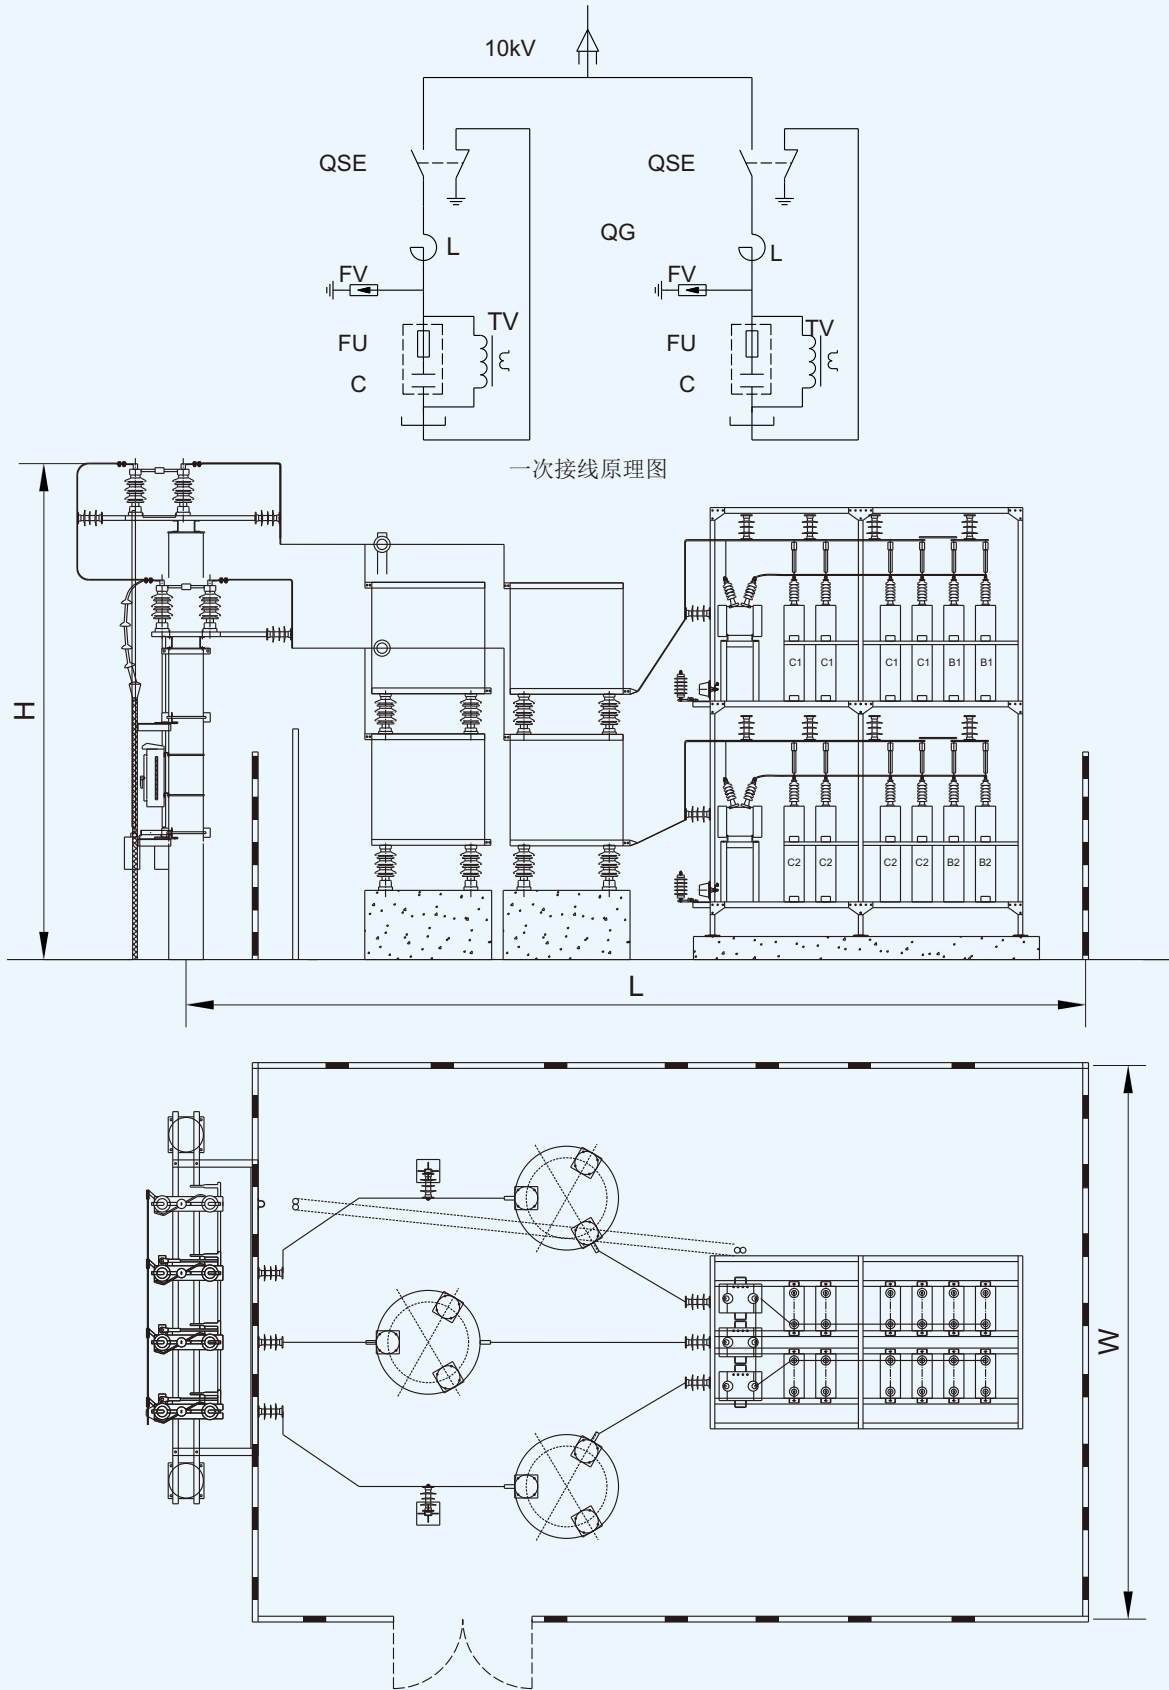 10kV
QSE
QSE
L
QG
L
FV
FV
TV
TV
FU
FU
C
C
一次接线原理图
H
C1 C1 C1 C1 B1 B1
C2 C2 C2 C2 B2 B2
L
W